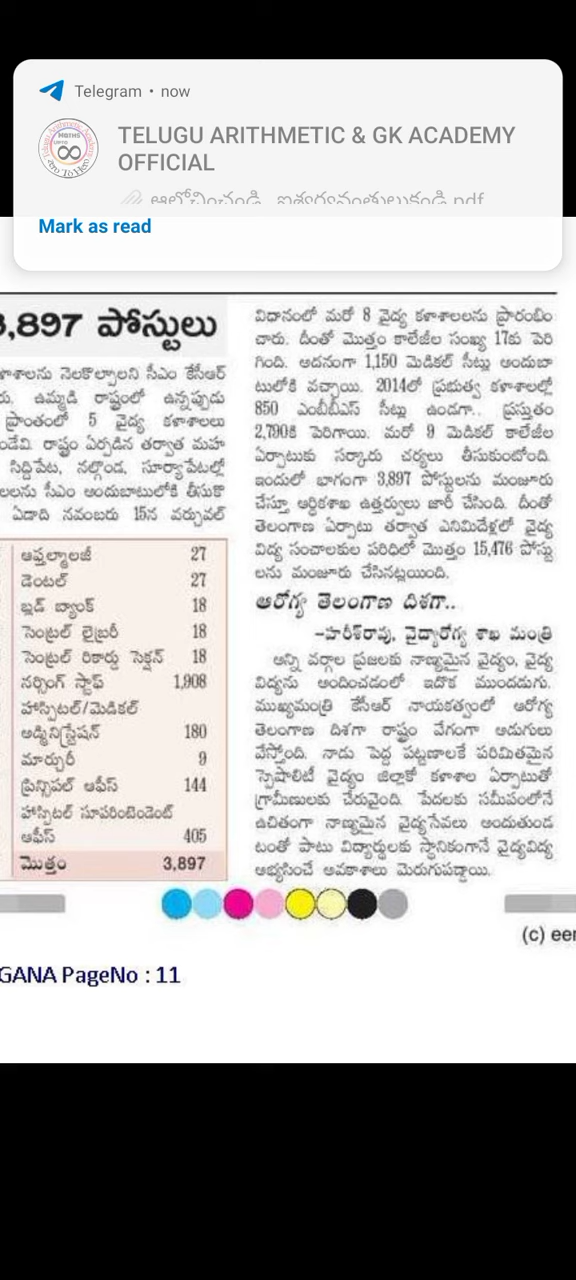 Telegram • now
TELUGU ARITHMETIC & GK ACADEMY
OFFICIAL
ఆలోచించండి.. ఐశ్వర్యవంతులుకండి.pdf
Mark as read
3,897 పోస్టులు
శాలను నెలకొల్పాలని సీఎం కేసీఆర్
రు. ఉమ్మడి రాష్ట్రంలో ఉన్నప్పుడు
ప్రాంతంలో 5 వైద్య కళాశాలలు
ండేవి. రాష్ట్రం ఏర్పడిన తర్వాత మహ
సిద్దిపేట, నల్గొండ, సూర్యాపేటల్లో
లలను సీఎం అందుబాటులోకి తీసుకొ
ఏడాది నవంబరు 15న వర్చువల్
ఆప్తల్మాలజీ 27
డెంటల్ 27
బ్లడ్ బ్యాంక్ 18
సెంట్రల్ లైబ్రరీ 18
సెంట్రల్ రికార్డు సెక్షన్ 18
నర్సింగ్ స్టాఫ్ 1,908
హాస్పిటల్/మెడికల్
అడ్మినిస్ట్రేషన్ 180
మార్చురీ 9
ప్రిన్సిపల్ ఆఫీస్ 144
హాస్పిటల్ సూపరింటెండెంట్
ఆఫీస్ 405
మొత్తం 3,897
విధానంలో మరో 8 వైద్య కళాశాలలను ప్రారంభిం
చారు. దీంతో మొత్తం కాలేజీల సంఖ్య 17కు పెరి
గింది. అదనంగా 1,150 మెడికల్ సీట్లు అందుబా
టులోకి వచ్చాయి. 2014లో ప్రభుత్వ కళాశాలల్లో
850 ఎంబీబీఎస్ సీట్లు ఉండగా.. ప్రస్తుతం
2,790కి పెరిగాయి. మరో 9 మెడికల్ కాలేజీల
ఏర్పాటుకు సర్కారు చర్యలు తీసుకుంటోంది.
ఇందులో భాగంగా 3,897 పోస్టులను మంజూరు
చేస్తూ ఆర్థికశాఖ ఉత్తర్వులు జారీ చేసింది. దీంతో
తెలంగాణ ఏర్పాటు తర్వాత ఎనిమిదేళ్లలో వైద్య
విద్య సంచాలకుల పరిధిలో మొత్తం 15,476 పోస్టు
లను మంజూరు చేసినట్లయింది.
ఆరోగ్య తెలంగాణ దిశగా..
-హరీశ్‌రావు, వైద్యారోగ్య శాఖ మంత్రి
అన్ని వర్గాల ప్రజలకు నాణ్యమైన వైద్యం, వైద్య
విద్యను అందించడంలో ఇదొక ముందడుగు.
ముఖ్యమంత్రి కేసీఆర్ నాయకత్వంలో ఆరోగ్య
తెలంగాణ దిశగా రాష్ట్రం వేగంగా అడుగులు
వేస్తోంది. నాడు పెద్ద పట్టణాలకే పరిమితమైన
స్పెషాలిటీ వైద్యం జిల్లాకో కళాశాల ఏర్పాటుతో
గ్రామీణులకు చేరువైంది. పేదలకు సమీపంలోనే
ఉచితంగా నాణ్యమైన వైద్యసేవలు అందుతుండ
టంతో పాటు విద్యార్థులకు స్థానికంగానే వైద్యవిద్య
అభ్యసించే అవకాశాలు మెరుగుపడ్డాయి.
(c) eer
GANA PageNo : 11